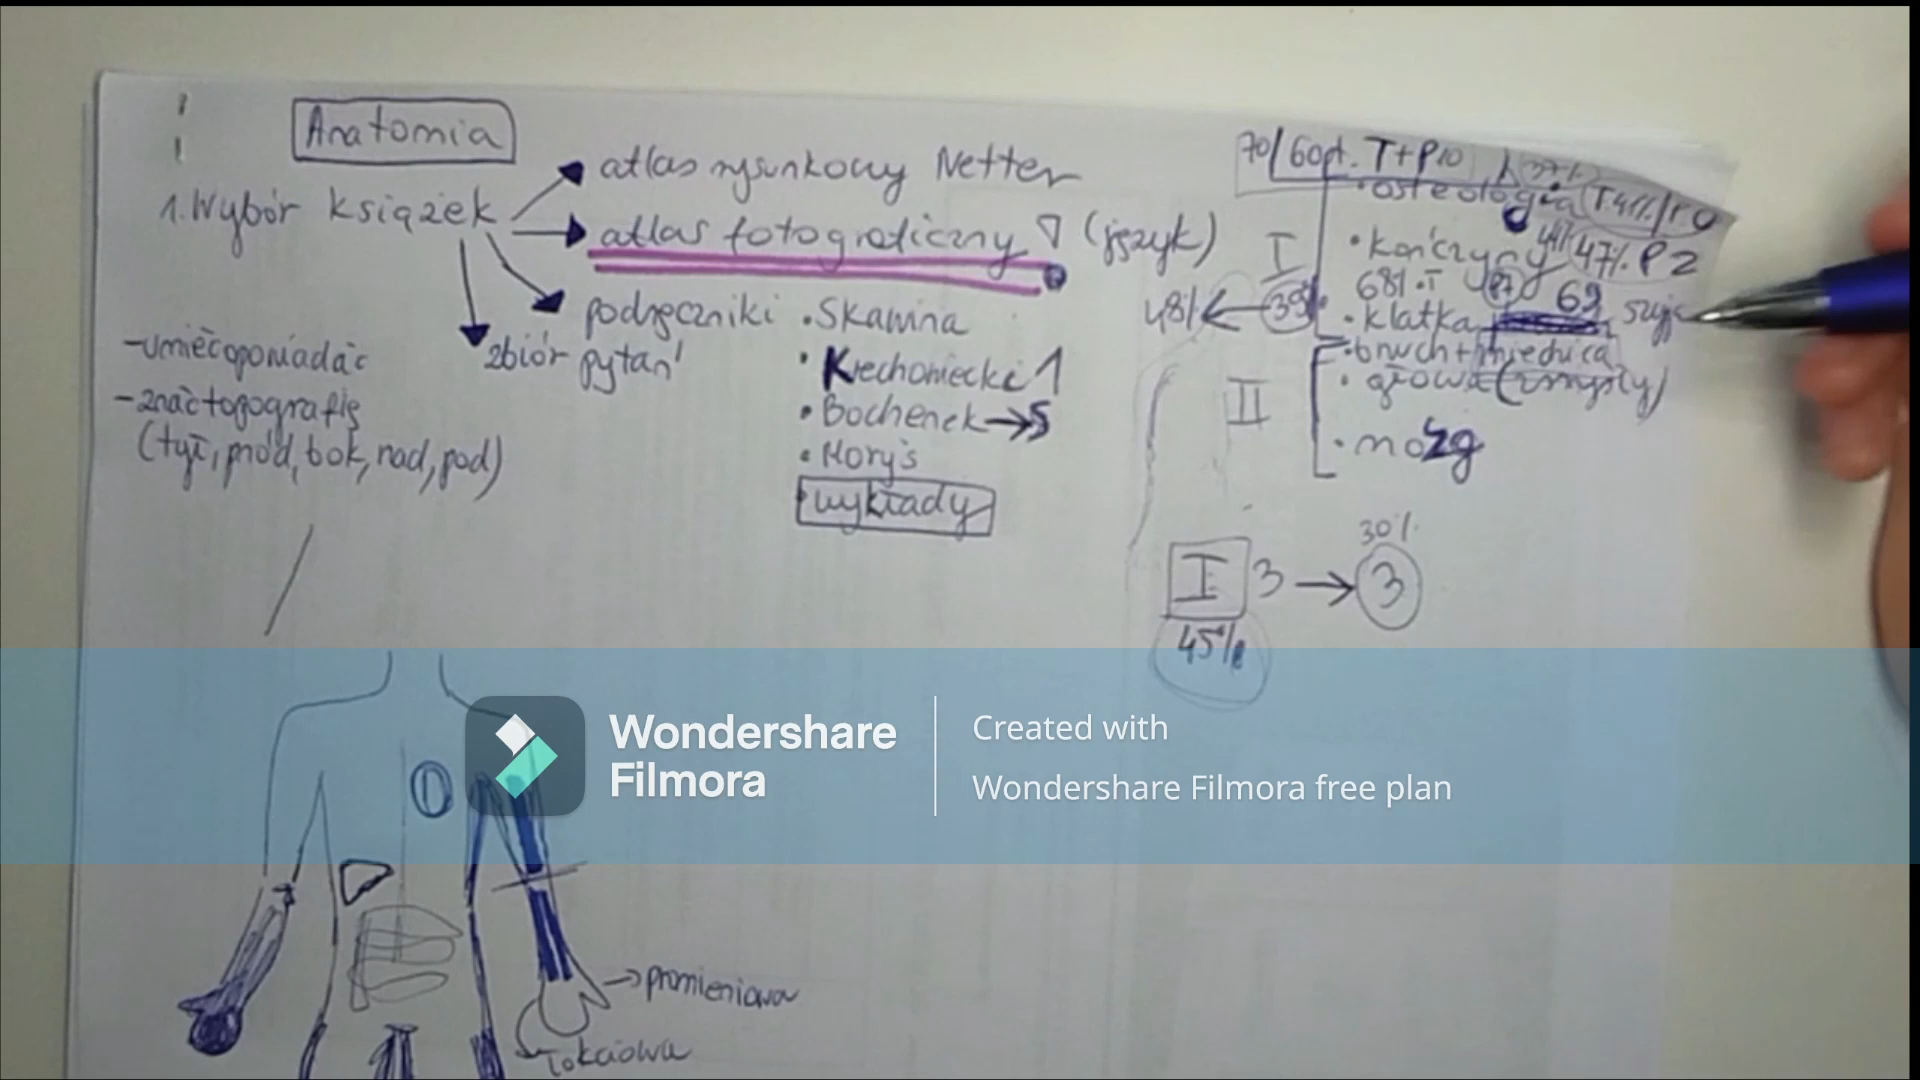 Anatomia
1. Wybór książek
atlas rysunkowy Netter
atlas fotograficzny (język)
podręczniki
zbiór pytań
• Skawina
• Krechowiecki 1
• Bochenek → 5
• Moryś
• wykłady
- umieć opowiadać
- znać topografię
(tył, przód, bok, nad, pod)
70/60pt. T+P10
• osteologia
I
• kończyny 47%. P2
68%.T 69
48% ← 39%
• klatka szyja
II
• brzuch + miednica
• głowa (zmysły)
• mózg
30%
I 3 → 3
45%
Wondershare
Filmora
Created with
Wondershare Filmora free plan
→ promieniowa
łokciowa